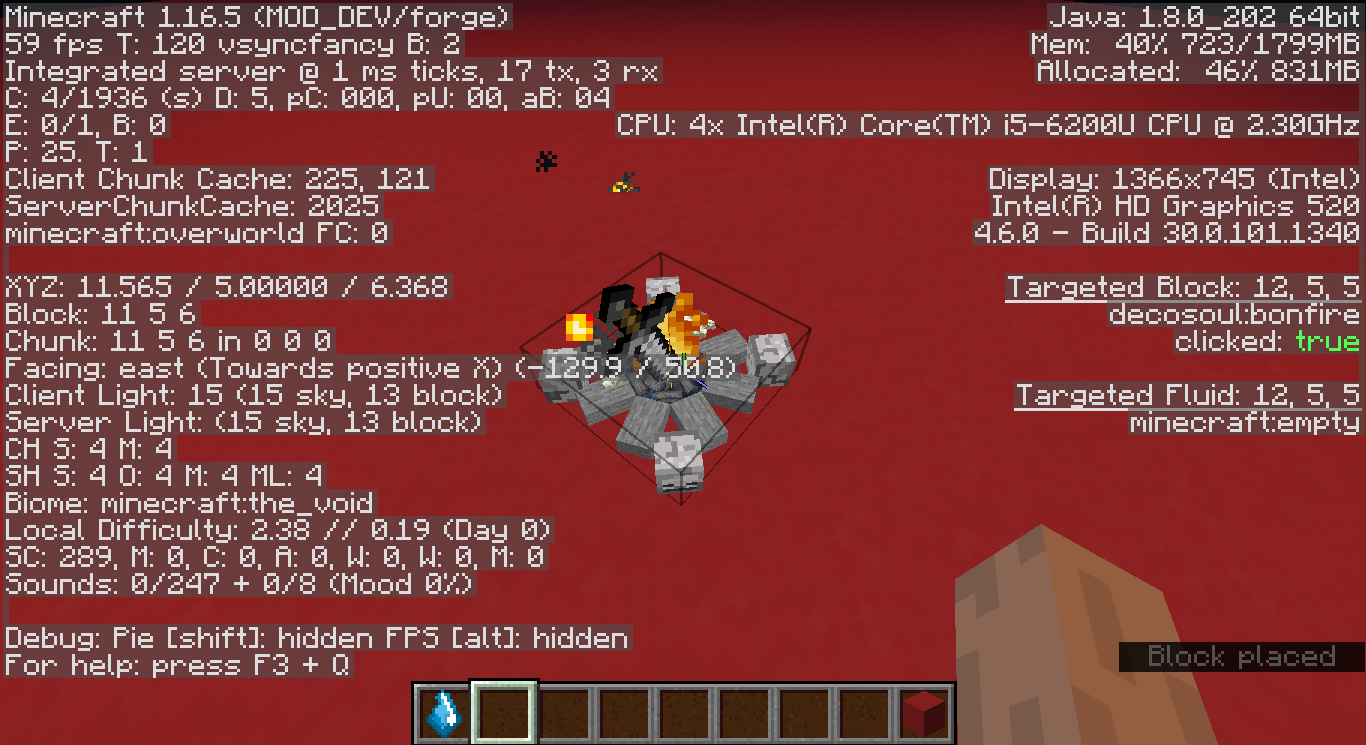 Minecraft 1.16.5 (MOD_DEV/forge)
59 fps T: 120 vsyncfancy B: 2
Integrated server @ 1 ms ticks, 17 tx, 3 rx
C: 4/1936 (s) D: 5, pC: 000, pU: 00, aB: 04
E: 0/1, B: 0
P: 25. T: 1
Client Chunk Cache: 225, 121
ServerChunkCache: 2025
minecraft:overworld FC: 0
XYZ: 11.565 / 5.00000 / 6.368
Block: 11 5 6
Chunk: 11 5 6 in 0 0 0
Facing: east (Towards positive X) (-129.9 / 50.8)
Client Light: 15 (15 sky, 13 block)
Server Light: (15 sky, 13 block)
CH S: 4 M: 4
SH S: 4 O: 4 M: 4 ML: 4
Biome: minecraft:the_void
Local Difficulty: 2.38 // 0.19 (Day 0)
SC: 289, M: 0, C: 0, A: 0, W: 0, W: 0, M: 0
Sounds: 0/247 + 0/8 (Mood 0%)
Debug: Pie [shift]: hidden FPS [alt]: hidden
For help: press F3 + Q
Java: 1.8.0_202 64bit
Mem: 40% 723/1799MB
Allocated: 46% 831MB
CPU: 4x Intel(R) Core(TM) i5-6200U CPU @ 2.30GHz
Display: 1366x745 (Intel)
Intel(R) HD Graphics 520
4.6.0 - Build 30.0.101.1340
Targeted Block: 12, 5, 5
decosoul:bonfire
clicked: true
Targeted Fluid: 12, 5, 5
minecraft:empty
Block placed